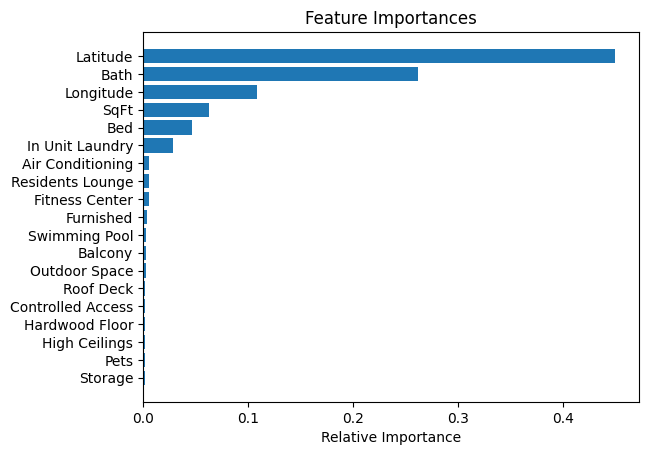 Feature Importances
Latitude
Bath
Longitude
SqFt
Bed
In Unit Laundry
Air Conditioning
Residents Lounge
Fitness Center
Furnished
Swimming Pool
Balcony
Outdoor Space
Roof Deck
Controlled Access
Hardwood Floor
High Ceilings
Pets
Storage
0.0 0.1 0.2 0.3 0.4
Relative Importance